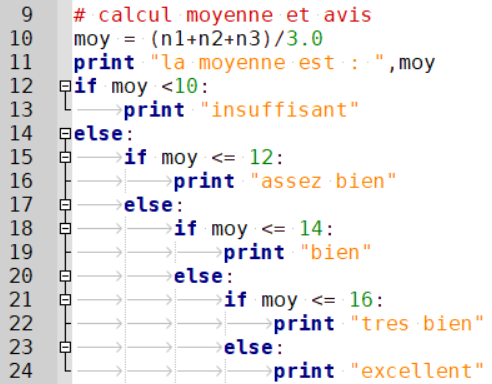 9 # calcul moyenne et avis
10 moy = (n1+n2+n3)/3.0
11 print "la moyenne est : ",moy
12 if moy <10:
13 print "insuffisant"
14 else:
15 if moy <= 12:
16 print "assez bien"
17 else:
18 if moy <= 14:
19 print "bien"
20 else:
21 if moy <= 16:
22 print "tres bien"
23 else:
24 print "excellent"